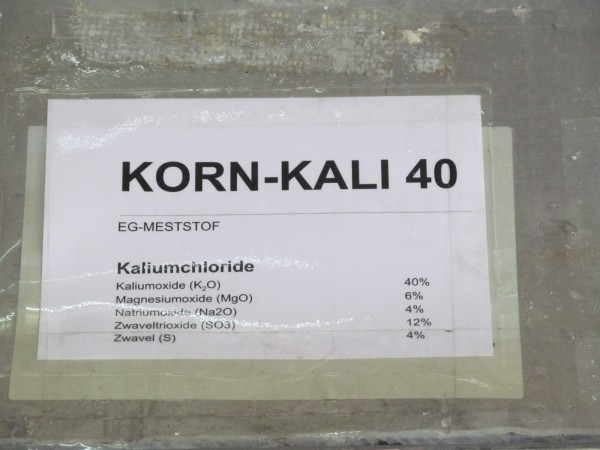 KORN-KALI 40
EG-MESTSTOF
Kaliumchloride
Kaliumoxide (K₂O) 40%
Magnesiumoxide (MgO) 6%
Natriumoxide (Na2O) 4%
Zwaveltrioxide (SO3) 12%
Zwavel (S) 4%